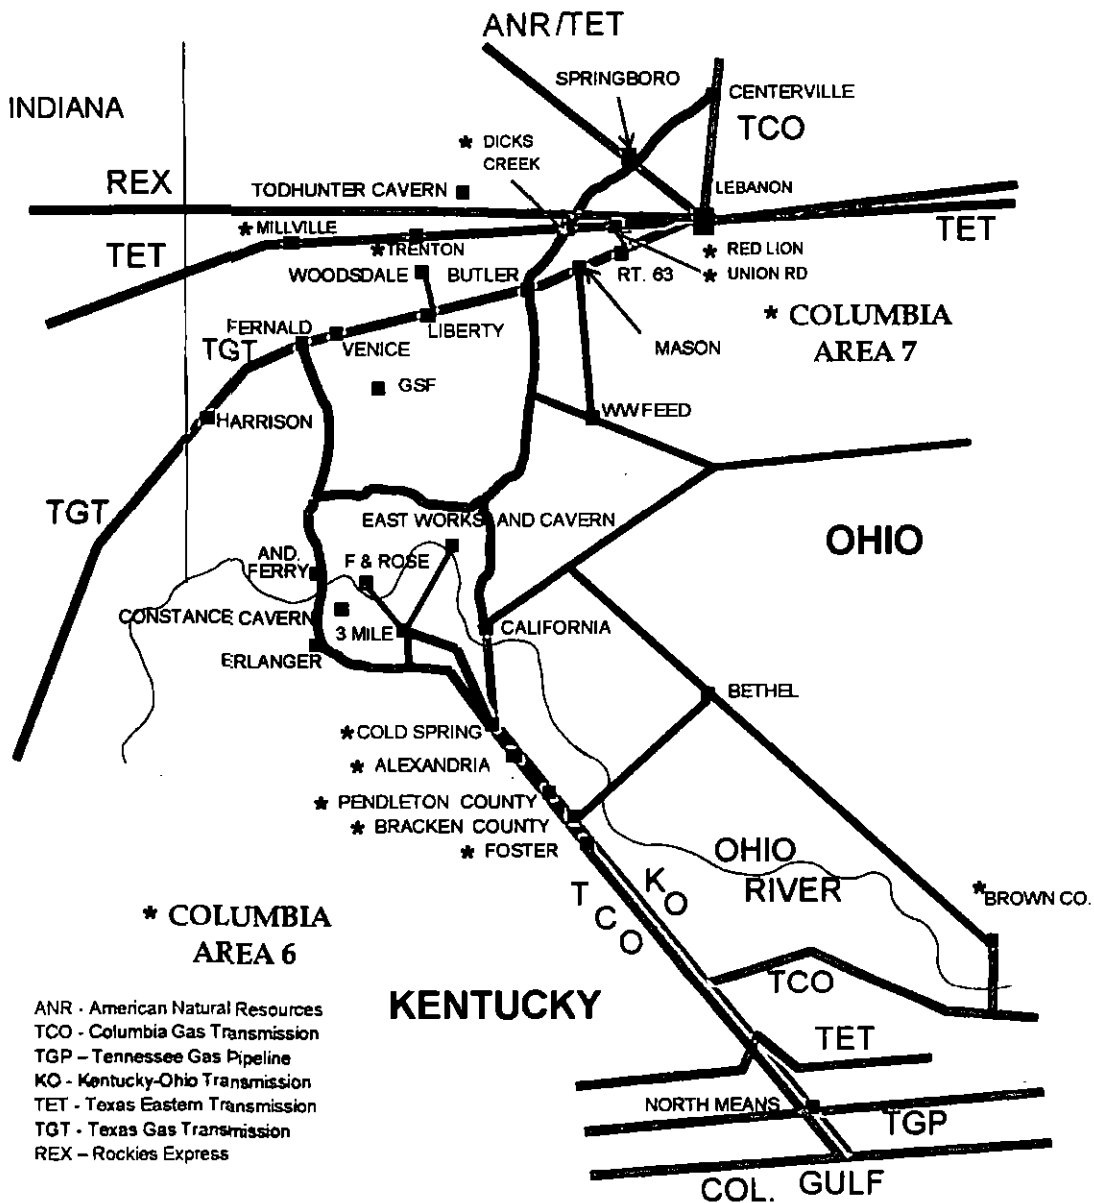 ANR/TET
SPRINGBORO
CENTERVILLE
INDIANA
TCO
* DICKS
CREEK
REX
TODHUNTER CAVERN
LEBANON
* MILLVILLE
TET
TET
* TRENTON
* RED LION
WOODSDALE
BUTLER
RT. 63
* UNION RD
* COLUMBIA
AREA 7
FERNALD
LIBERTY
TGT
VENICE
MASON
GSF
HARRISON
WW FEED
TGT
EAST WORKS AND CAVERN
OHIO
AND.
FERRY
F & ROSE
CONSTANCE CAVERN
3 MILE
CALIFORNIA
ERLANGER
BETHEL
* COLD SPRING
* ALEXANDRIA
* PENDLETON COUNTY
* BRACKEN COUNTY
* FOSTER
OHIO
RIVER
KO
TCO
* BROWN CO.
* COLUMBIA
AREA 6
TCO
KENTUCKY
ANR - American Natural Resources
TCO - Columbia Gas Transmission
TGP – Tennessee Gas Pipeline
KO - Kentucky-Ohio Transmission
TET - Texas Eastern Transmission
TGT - Texas Gas Transmission
REX – Rockies Express
TET
NORTH MEANS
TGP
COL. GULF